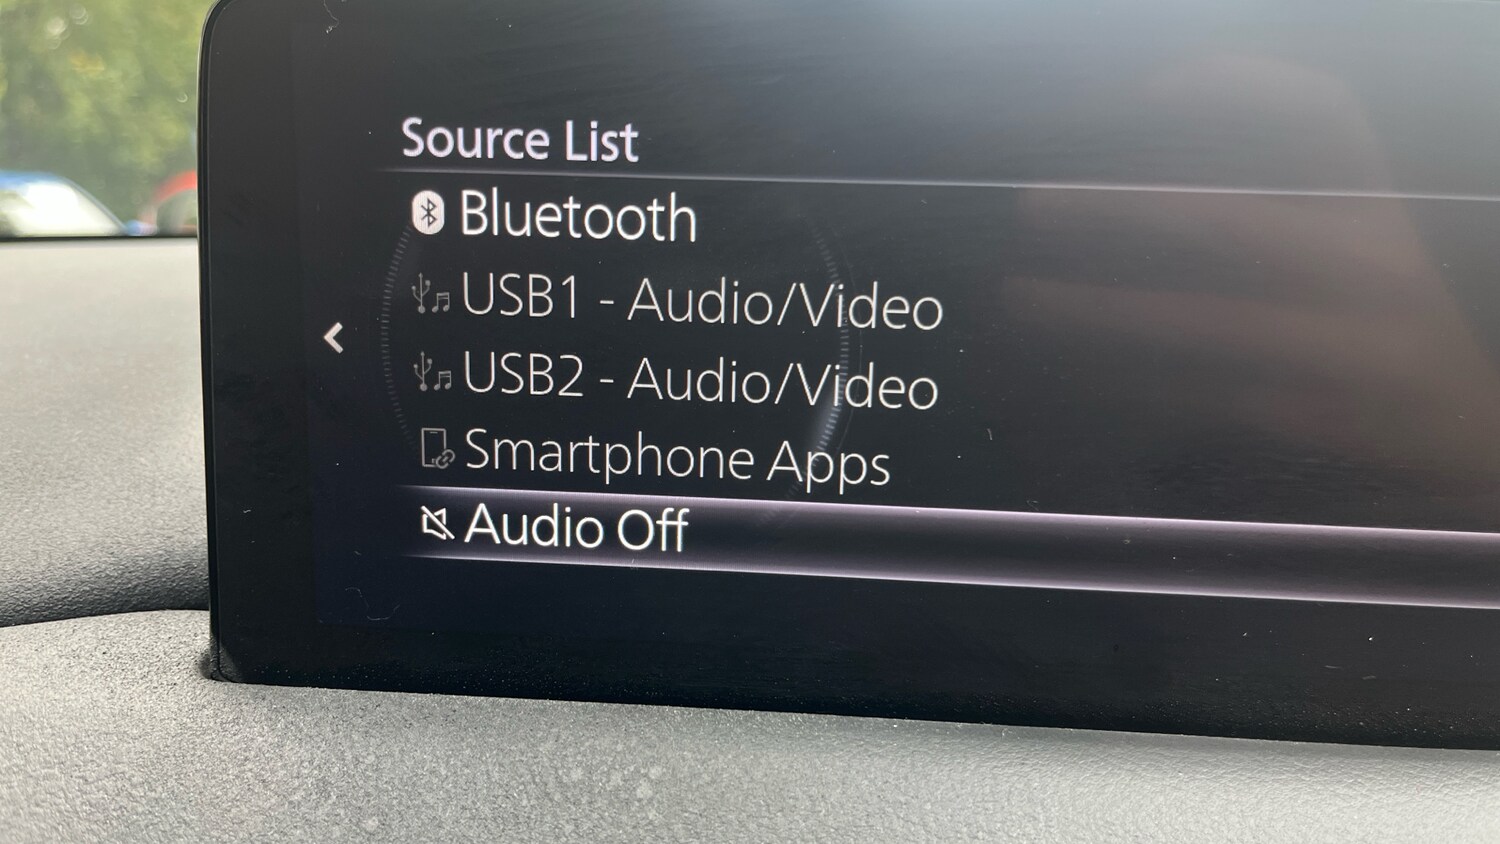 Source List
Bluetooth
USB1 - Audio/Video
USB2 - Audio/Video
Smartphone Apps
Audio Off